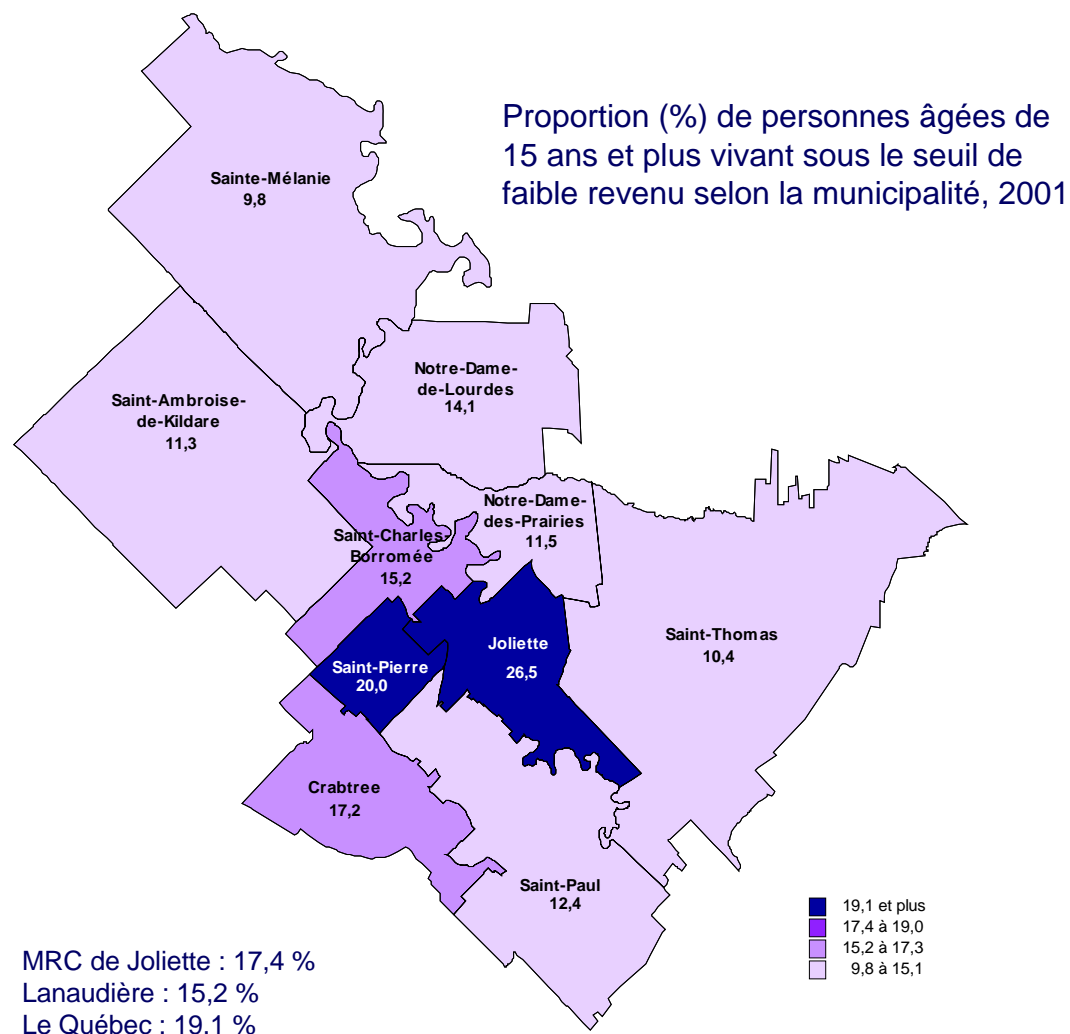 Proportion (%) de personnes âgées de
15 ans et plus vivant sous le seuil de
faible revenu selon la municipalité, 2001
Sainte-Mélanie
9,8
Notre-Dame-
de-Lourdes
14,1
Saint-Ambroise-
de-Kildare
11,3
Notre-Dame-
des-Prairies
11,5
Saint-Charles-
Borromée
15,2
Saint-Thomas
10,4
Joliette
26,5
Saint-Pierre
20,0
Crabtree
17,2
Saint-Paul
12,4
19,1 et plus
17,4 à 19,0
15,2 à 17,3
9,8 à 15,1
MRC de Joliette : 17,4 %
Lanaudière : 15,2 %
Le Québec : 19,1 %